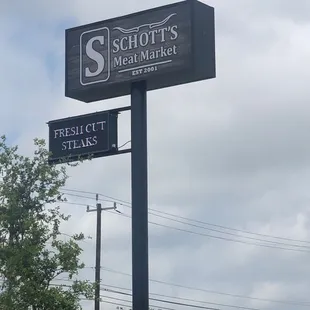 S
SCHOTT'S
Meat Market
EST 2001
FRESH CUT
STEAKS